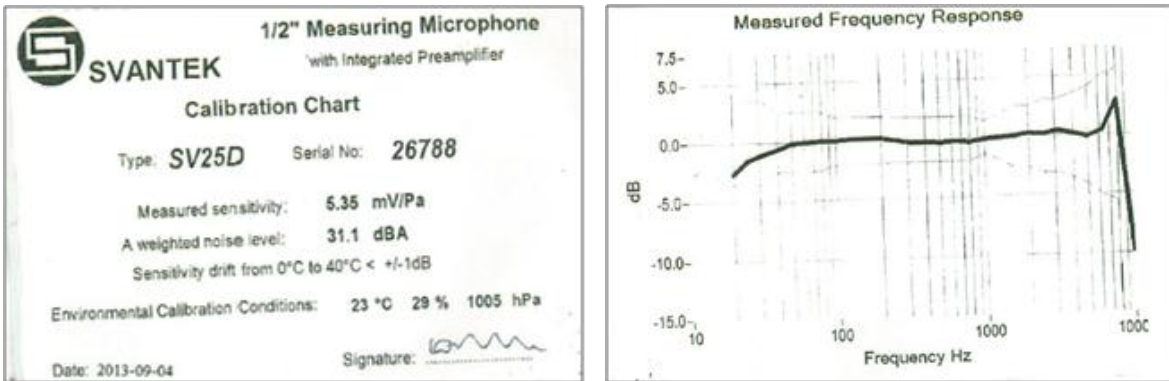 1/2" Measuring Microphone
with Integrated Preamplifier
SVANTEK
Calibration Chart
Type: SV25D Serial No: 26788
Measured sensitivity: 5.35 mV/Pa
A weighted noise level: 31.1 dBA
Sensitivity drift from 0°C to 40°C < +/-1dB
Environmental Calibration Conditions: 23 °C 29 % 1005 hPa
Signature:
Date: 2013-09-04
Measured Frequency Response
7.5-
5.0-
0.0-
dB
-5.0-
-10.0-
-15.0-
10 100 1000 1000
Frequency Hz